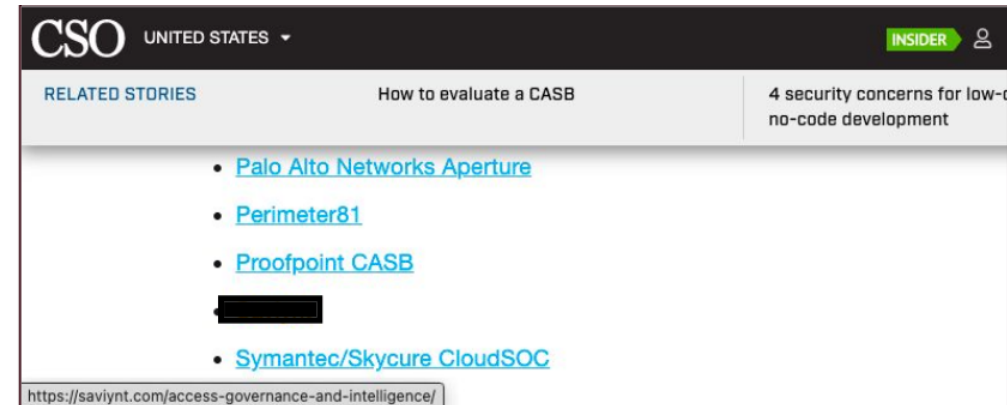 CSO UNITED STATES INSIDER
RELATED STORIES How to evaluate a CASB 4 security concerns for low-
no-code development
• Palo Alto Networks Aperture
• Perimeter81
• Proofpoint CASB
•
• Symantec/Skycure CloudSOC
https://saviynt.com/access-governance-and-intelligence/